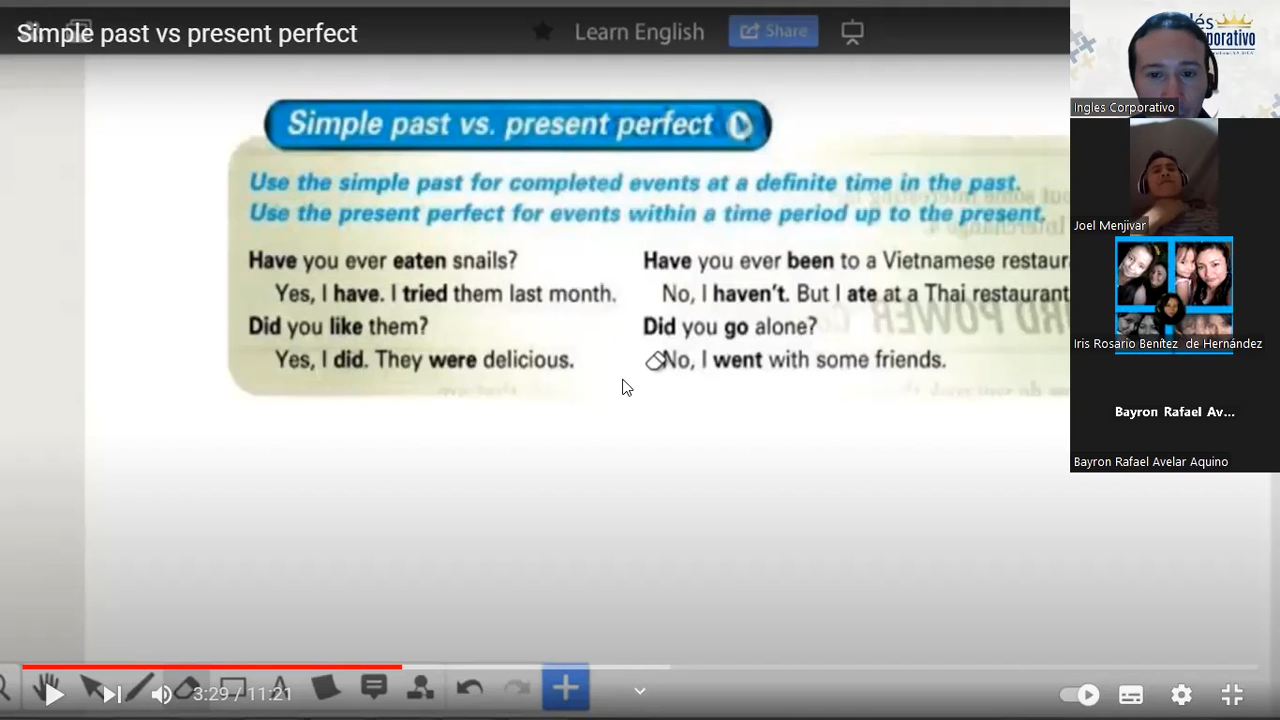 Simple past vs present perfect
Learn English
Share
Simple past vs. present perfect
Use the simple past for completed events at a definite time in the past.
Use the present perfect for events within a time period up to the present.
Have you ever eaten snails?
Yes, I have. I tried them last month.
Did you like them?
Yes, I did. They were delicious.
Have you ever been to a Vietnamese restaur
No, I haven't. But I ate at a Thai restaurant
Did you go alone?
No, I went with some friends.
Ingles Corporativo
Joel Menjivar
Iris Rosario Benítez de Hernández
Bayron Rafael Av...
Bayron Rafael Avelar Aquino
3:29 / 11:21